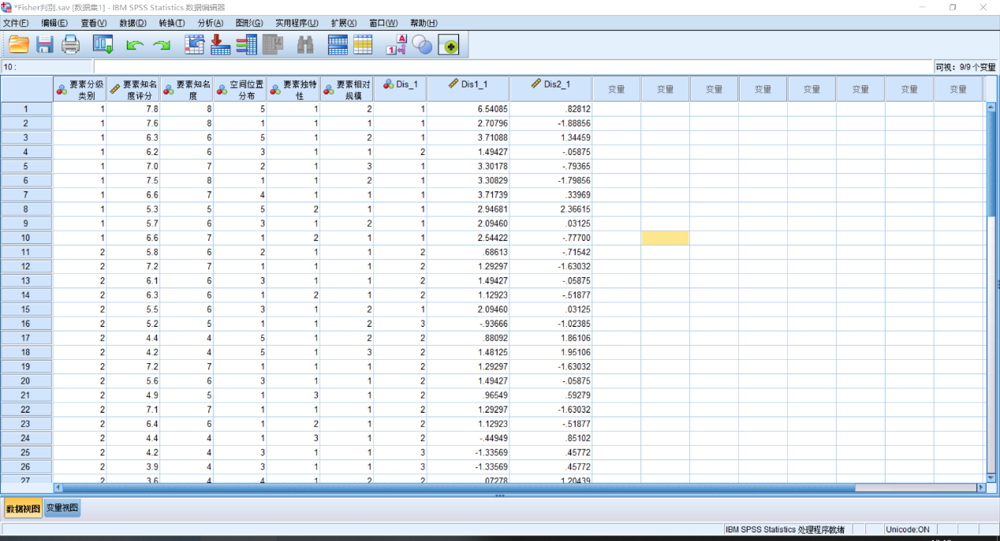 *Fisher判别.sav [数据集1] - IBM SPSS Statistics 数据编辑器
文件(F) 编辑(E) 查看(V) 数据(D) 转换(T) 分析(A) 图形(G) 实用程序(U) 扩展(X) 窗口(W) 帮助(H)
10 : 可视: 9/9 个变量
要素分级类别 要素知名度评分 要素知名度 空间位置分布 要素独特性 要素相对规模 Dis_1 Dis1_1 Dis2_1 变量 变量 变量 变量 变量 变量 变量 变量
1 1 7.8 8 5 1 2 1 6.54085 .82812
2 1 7.6 8 1 1 1 1 2.70796 -1.88856
3 1 6.3 6 5 1 2 1 3.71088 1.34459
4 1 6.2 6 3 1 1 2 1.49427 -.05875
5 1 7.0 7 2 1 3 1 3.30178 -.79365
6 1 7.5 8 1 1 2 1 3.30829 -1.79856
7 1 6.6 7 4 1 1 1 3.71739 .33969
8 1 5.3 5 5 2 1 1 2.94681 2.36615
9 1 5.7 6 3 1 2 1 2.09460 .03125
10 1 6.6 7 1 2 1 1 2.54422 -.77700
11 2 5.8 6 2 1 1 2 .68613 -.71542
12 2 7.2 7 1 1 1 2 1.29297 -1.63032
13 2 6.1 6 3 1 1 2 1.49427 -.05875
14 2 6.3 6 1 2 1 2 1.12923 -.51877
15 2 5.5 6 3 1 2 1 2.09460 .03125
16 2 5.2 5 1 1 2 3 -.93666 -1.02385
17 2 4.4 4 5 1 2 2 .88092 1.86106
18 2 4.2 4 5 1 3 2 1.48125 1.95106
19 2 7.2 7 1 1 1 2 1.29297 -1.63032
20 2 5.6 6 3 1 1 2 1.49427 -.05875
21 2 4.9 5 1 3 1 2 .96549 .59279
22 2 7.1 7 1 1 1 2 1.29297 -1.63032
23 2 6.4 6 1 2 1 2 1.12923 -.51877
24 2 4.4 4 1 3 1 2 -.44949 .85102
25 2 4.2 4 3 1 1 3 -1.33569 .45772
26 2 3.9 4 3 1 1 3 -1.33569 .45772
27 2 3.6 4 4 1 2 2 .07278 1.20439
数据视图 变量视图
IBM SPSS Statistics 处理程序就绪 Unicode:ON